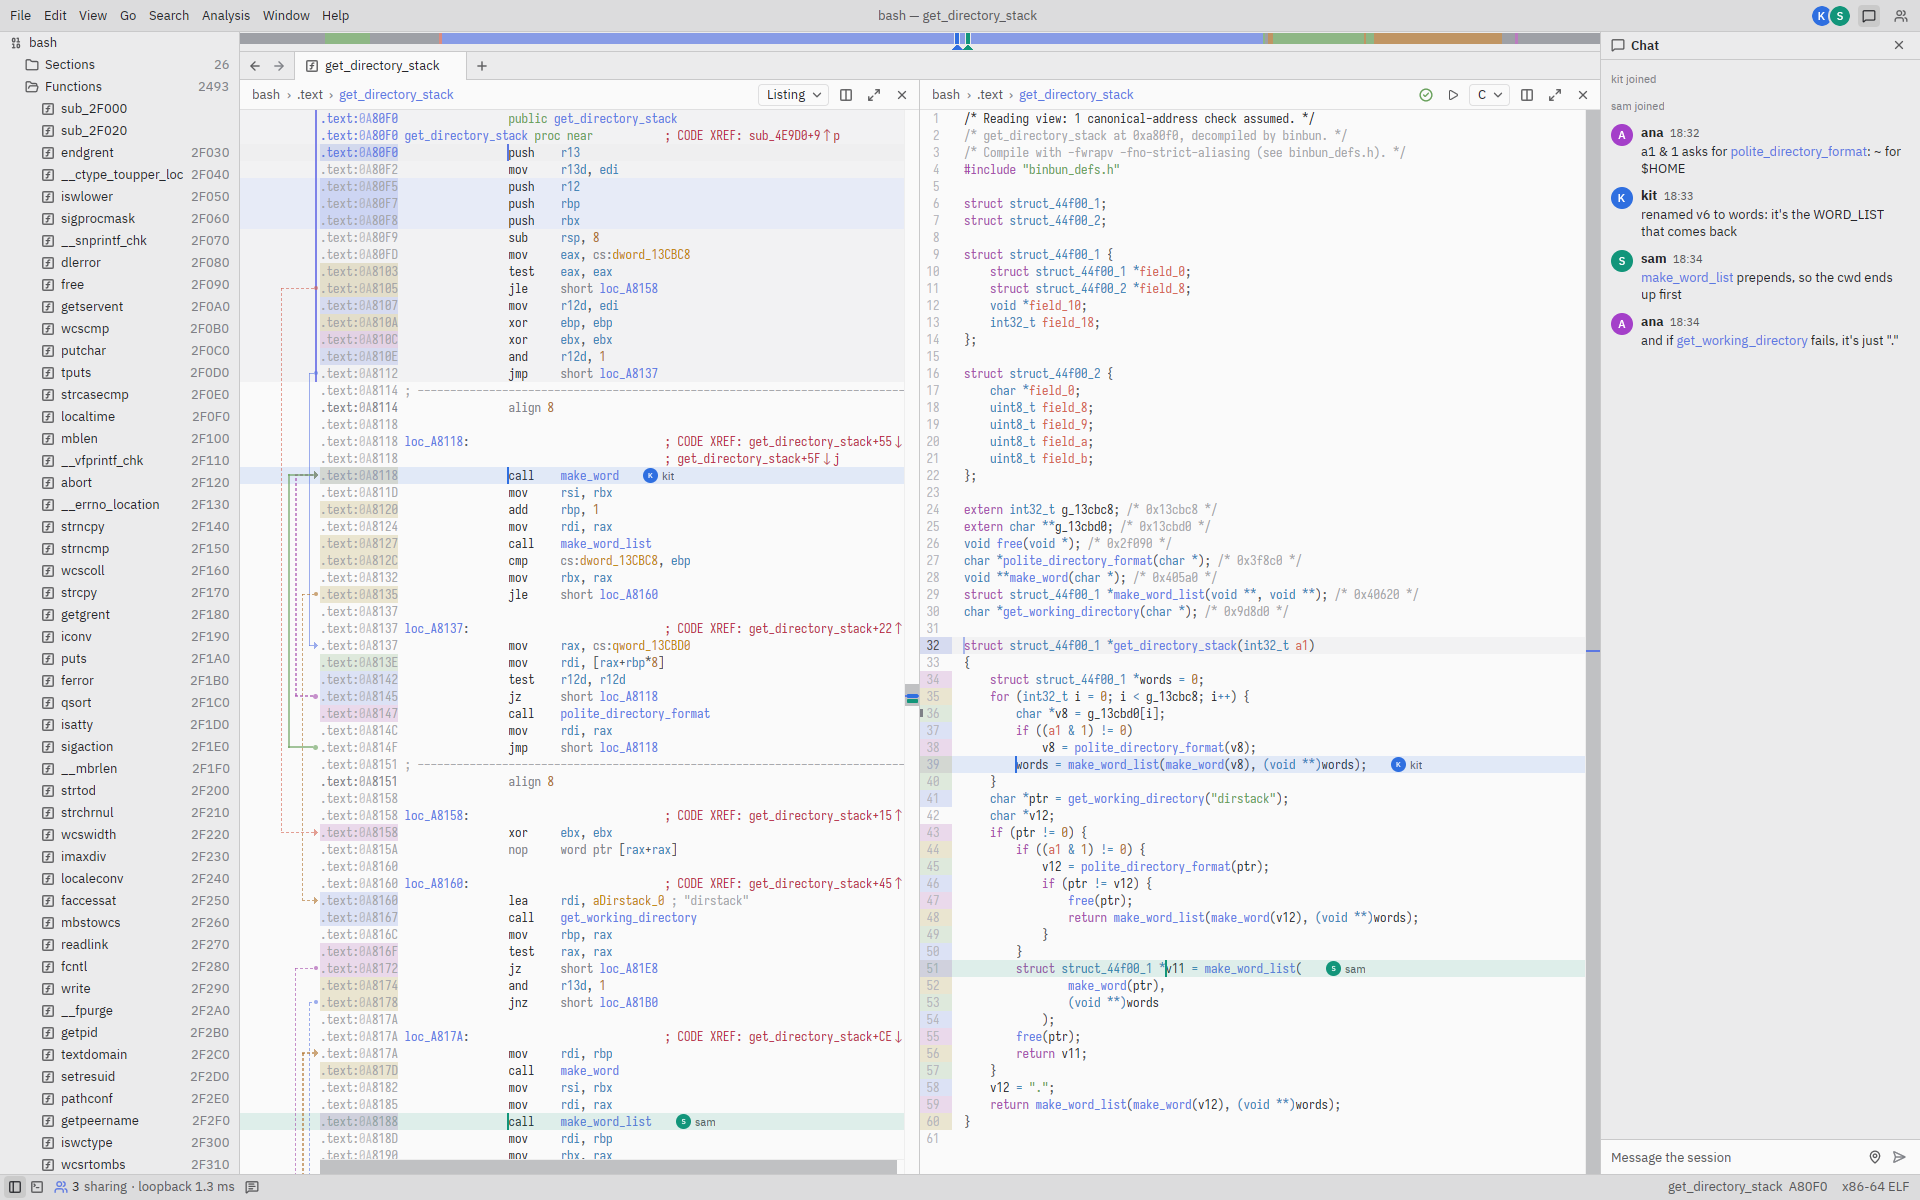 File Edit View Go Search Analysis Window Help
bash — get_directory_stack
K S
bash
Sections 26
Functions 2493
sub_2F000
sub_2F020
endgrent 2F030
__ctype_toupper_loc 2F040
iswlower 2F050
sigprocmask 2F060
__snprintf_chk 2F070
dlerror 2F080
free 2F090
getservent 2F0A0
wcscmp 2F0B0
putchar 2F0C0
tputs 2F0D0
strcasecmp 2F0E0
localtime 2F0F0
mblen 2F100
__vfprintf_chk 2F110
abort 2F120
__errno_location 2F130
strncpy 2F140
strncmp 2F150
wcscoll 2F160
strcpy 2F170
getgrent 2F180
iconv 2F190
puts 2F1A0
ferror 2F1B0
qsort 2F1C0
isatty 2F1D0
sigaction 2F1E0
__mbrlen 2F1F0
strtod 2F200
strchrnul 2F210
wcswidth 2F220
imaxdiv 2F230
localeconv 2F240
faccessat 2F250
mbstowcs 2F260
readlink 2F270
fcntl 2F280
write 2F290
__fpurge 2F2A0
getpid 2F2B0
textdomain 2F2C0
setresuid 2F2D0
pathconf 2F2E0
getpeername 2F2F0
iswctype 2F300
wcsrtombs 2F310
get_directory_stack
bash › .text › get_directory_stack
Listing
.text:0A80F0 public get_directory_stack
.text:0A80F0 get_directory_stack proc near ; CODE XREF: sub_4E9D0+9↑p
.text:0A80F0 push r13
.text:0A80F2 mov r13d, edi
.text:0A80F5 push r12
.text:0A80F7 push rbp
.text:0A80F8 push rbx
.text:0A80F9 sub rsp, 8
.text:0A80FD mov eax, cs:dword_13CBC8
.text:0A8103 test eax, eax
.text:0A8105 jle short loc_A8158
.text:0A8107 mov r12d, edi
.text:0A810A xor ebp, ebp
.text:0A810C xor ebx, ebx
.text:0A810E and r12d, 1
.text:0A8112 jmp short loc_A8137
.text:0A8114 ; ---------------------------------------------------------------------------
.text:0A8114 align 8
.text:0A8118
.text:0A8118 loc_A8118: ; CODE XREF: get_directory_stack+55↓
.text:0A8118 ; get_directory_stack+5F↓j
.text:0A8118 call make_word K kit
.text:0A811D mov rsi, rbx
.text:0A8120 add rbp, 1
.text:0A8124 mov rdi, rax
.text:0A8127 call make_word_list
.text:0A812C cmp cs:dword_13CBC8, ebp
.text:0A8132 mov rbx, rax
.text:0A8135 jle short loc_A8160
.text:0A8137
.text:0A8137 loc_A8137: ; CODE XREF: get_directory_stack+22↑
.text:0A8137 mov rax, cs:qword_13CBD0
.text:0A813E mov rdi, [rax+rbp*8]
.text:0A8142 test r12d, r12d
.text:0A8145 jz short loc_A8118
.text:0A8147 call polite_directory_format
.text:0A814C mov rdi, rax
.text:0A814F jmp short loc_A8118
.text:0A8151 ; ---------------------------------------------------------------------------
.text:0A8151 align 8
.text:0A8158
.text:0A8158 loc_A8158: ; CODE XREF: get_directory_stack+15↑
.text:0A8158 xor ebx, ebx
.text:0A815A nop word ptr [rax+rax]
.text:0A8160
.text:0A8160 loc_A8160: ; CODE XREF: get_directory_stack+45↑
.text:0A8160 lea rdi, aDirstack_0 ; "dirstack"
.text:0A8167 call get_working_directory
.text:0A816C mov rbp, rax
.text:0A816F test rax, rax
.text:0A8172 jz short loc_A81E8
.text:0A8174 and r13d, 1
.text:0A8178 jnz short loc_A81B0
.text:0A817A
.text:0A817A loc_A817A: ; CODE XREF: get_directory_stack+CE↓
.text:0A817A mov rdi, rbp
.text:0A817D call make_word
.text:0A8182 mov rsi, rbx
.text:0A8185 mov rdi, rax
.text:0A8188 call make_word_list S sam
.text:0A818D mov rdi, rbp
.text:0A8190 mov rbx, rax
bash › .text › get_directory_stack
C
1 /* Reading view: 1 canonical-address check assumed. */
2 /* get_directory_stack at 0xa80f0, decompiled by binbun. */
3 /* Compile with -fwrapv -fno-strict-aliasing (see binbun_defs.h). */
4 #include "binbun_defs.h"
5
6 struct struct_44f00_1;
7 struct struct_44f00_2;
8
9 struct struct_44f00_1 {
10 struct struct_44f00_1 *field_0;
11 struct struct_44f00_2 *field_8;
12 void *field_10;
13 int32_t field_18;
14 };
15
16 struct struct_44f00_2 {
17 char *field_0;
18 uint8_t field_8;
19 uint8_t field_9;
20 uint8_t field_a;
21 uint8_t field_b;
22 };
23
24 extern int32_t g_13cbc8; /* 0x13cbc8 */
25 extern char **g_13cbd0; /* 0x13cbd0 */
26 void free(void *); /* 0x2f090 */
27 char *polite_directory_format(char *); /* 0x3f8c0 */
28 void **make_word(char *); /* 0x405a0 */
29 struct struct_44f00_1 *make_word_list(void **, void **); /* 0x40620 */
30 char *get_working_directory(char *); /* 0x9d8d0 */
31
32 struct struct_44f00_1 *get_directory_stack(int32_t a1)
33 {
34 struct struct_44f00_1 *words = 0;
35 for (int32_t i = 0; i < g_13cbc8; i++) {
36 char *v8 = g_13cbd0[i];
37 if ((a1 & 1) != 0)
38 v8 = polite_directory_format(v8);
39 words = make_word_list(make_word(v8), (void **)words); K kit
40 }
41 char *ptr = get_working_directory("dirstack");
42 char *v12;
43 if (ptr != 0) {
44 if ((a1 & 1) != 0) {
45 v12 = polite_directory_format(ptr);
46 if (ptr != v12) {
47 free(ptr);
48 return make_word_list(make_word(v12), (void **)words);
49 }
50 }
51 struct struct_44f00_1 *v11 = make_word_list( S sam
52 make_word(ptr),
53 (void **)words
54 );
55 free(ptr);
56 return v11;
57 }
58 v12 = ".";
59 return make_word_list(make_word(v12), (void **)words);
60 }
61
Chat
kit joined
sam joined
A ana 18:32
a1 & 1 asks for polite_directory_format: ~ for
$HOME
K kit 18:33
renamed v6 to words: it's the WORD_LIST
that comes back
S sam 18:34
make_word_list prepends, so the cwd ends
up first
A ana 18:34
and if get_working_directory fails, it's just "."
Message the session
3 sharing · loopback 1.3 ms
get_directory_stack A80F0 x86-64 ELF